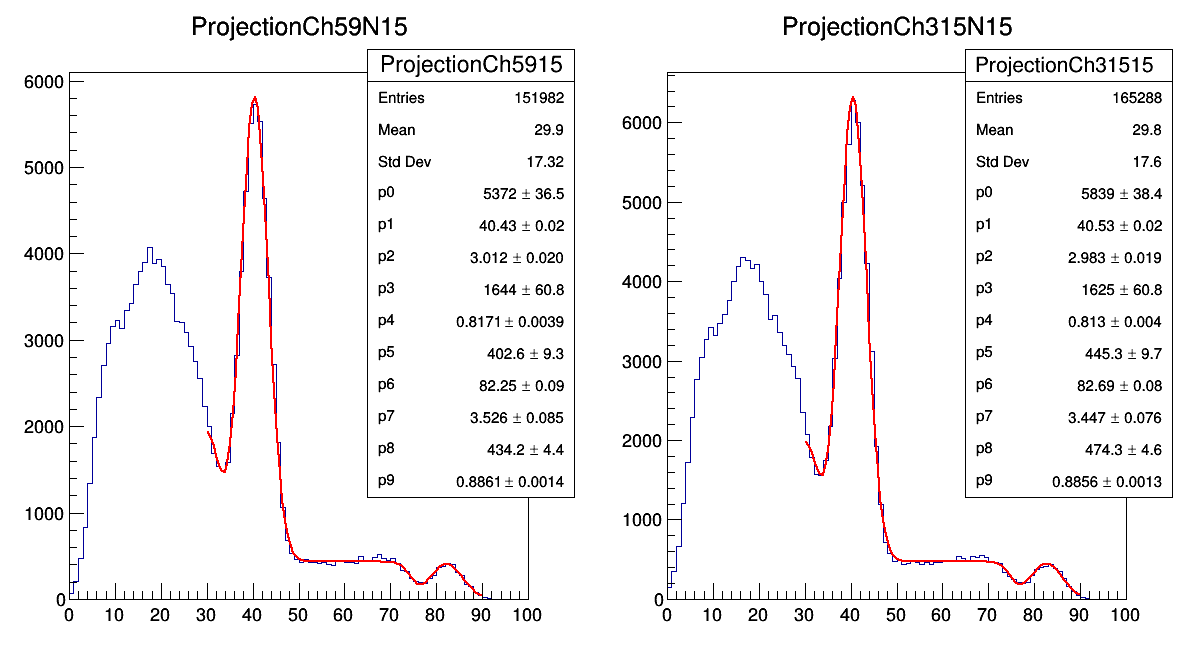 ProjectionCh59N15
ProjectionCh5915
Entries 151982
Mean 29.9
Std Dev 17.32
p0 5372 ± 36.5
p1 40.43 ± 0.02
p2 3.012 ± 0.020
p3 1644 ± 60.8
p4 0.8171 ± 0.0039
p5 402.6 ± 9.3
p6 82.25 ± 0.09
p7 3.526 ± 0.085
p8 434.2 ± 4.4
p9 0.8861 ± 0.0014
6000
5000
4000
3000
2000
1000
0
0 10 20 30 40 50 60 70 80 90 100
ProjectionCh315N15
ProjectionCh31515
Entries 165288
Mean 29.8
Std Dev 17.6
p0 5839 ± 38.4
p1 40.53 ± 0.02
p2 2.983 ± 0.019
p3 1625 ± 60.8
p4 0.813 ± 0.004
p5 445.3 ± 9.7
p6 82.69 ± 0.08
p7 3.447 ± 0.076
p8 474.3 ± 4.6
p9 0.8856 ± 0.0013
6000
5000
4000
3000
2000
1000
0
0 10 20 30 40 50 60 70 80 90 100